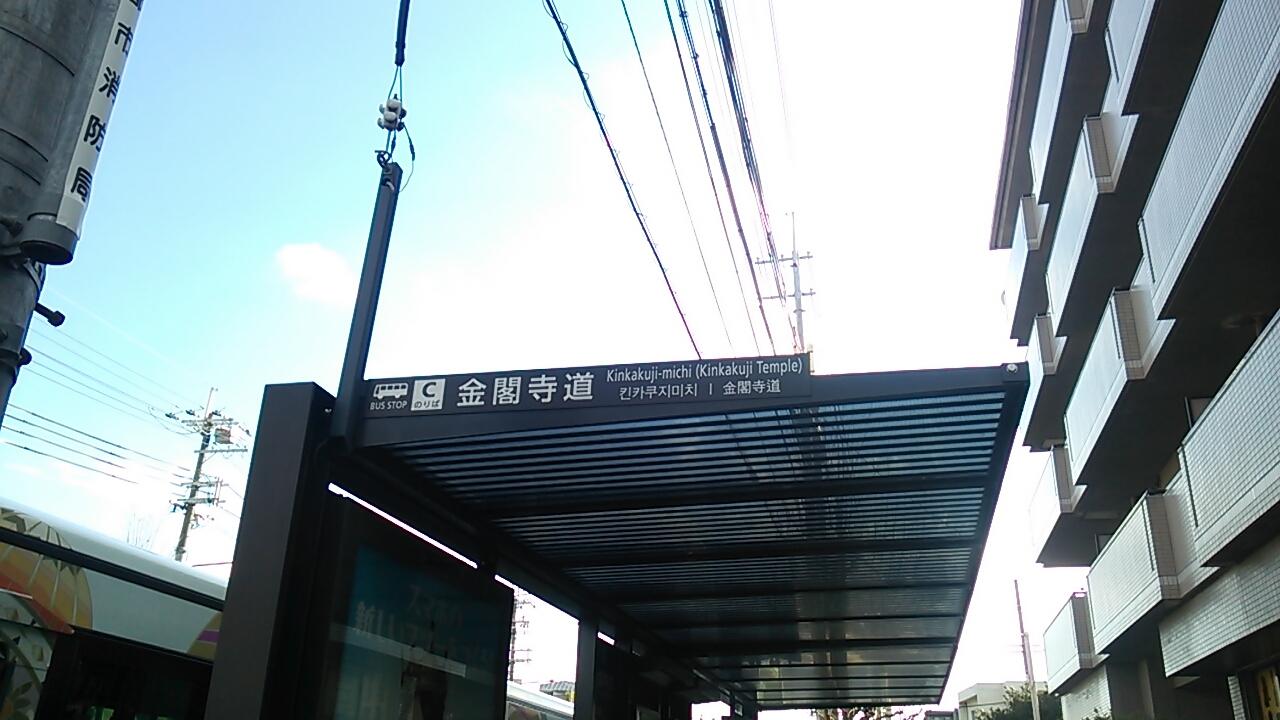 市消防局
BUS STOP
C
のりば
金閣寺道
Kinkakuji-michi (Kinkakuji Temple)
킨카쿠지미치 | 金閣寺道